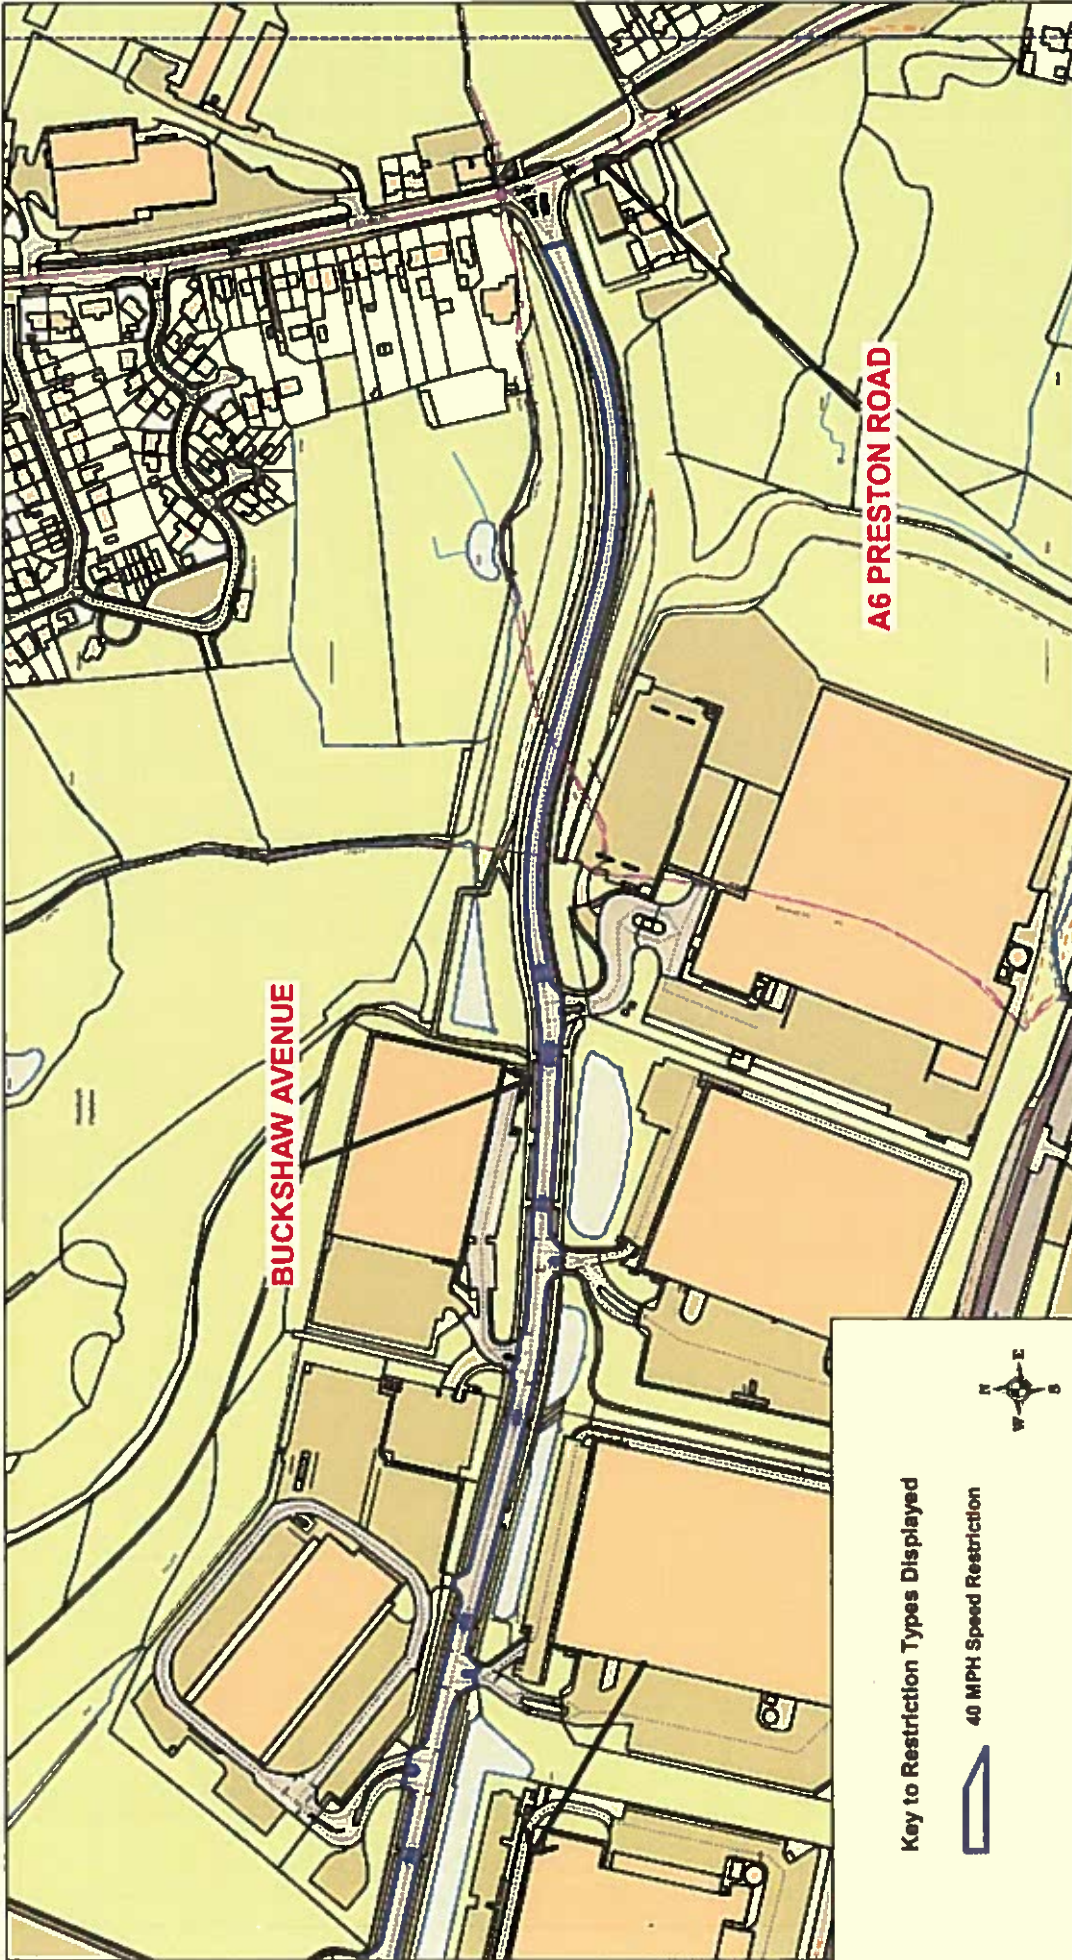 BUCKSHAW AVENUE
A6 PRESTON ROAD
Key to Restriction Types Displayed
40 MPH Speed Restriction
N
W
E
S